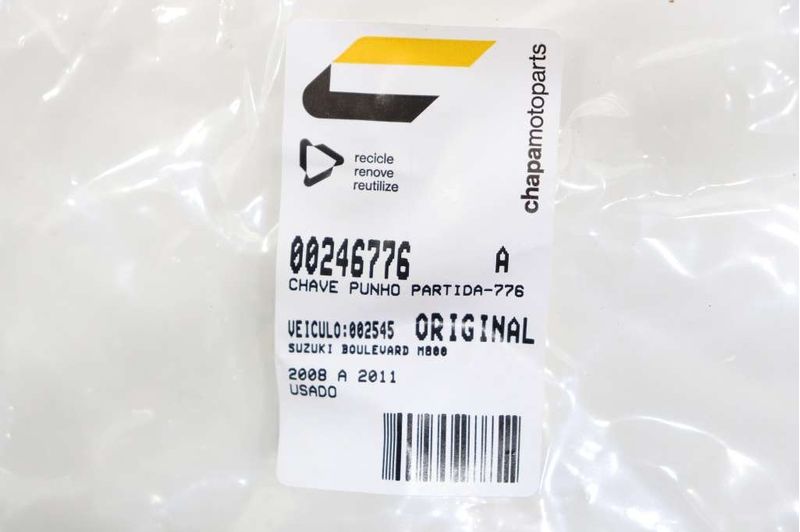 chapamotoparts
recicle
renove
reutilize
00246776 A
CHAVE PUNHO PARTIDA-776
VEICULO:002545 ORIGINAL
SUZUKI BOULEVARD M800
2008 A 2011
USADO